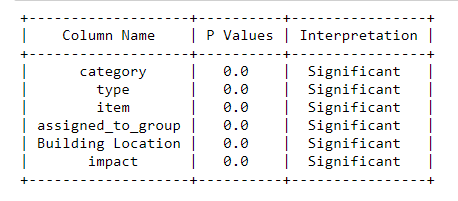 +-------------------+----------+----------------+
|    Column Name    | P Values | Interpretation |
+-------------------+----------+----------------+
|      category     |   0.0    |  Significant   |
|        type       |   0.0    |  Significant   |
|        item       |   0.0    |  Significant   |
| assigned_to_group |   0.0    |  Significant   |
| Building Location |   0.0    |  Significant   |
|       impact      |   0.0    |  Significant   |
+-------------------+----------+----------------+